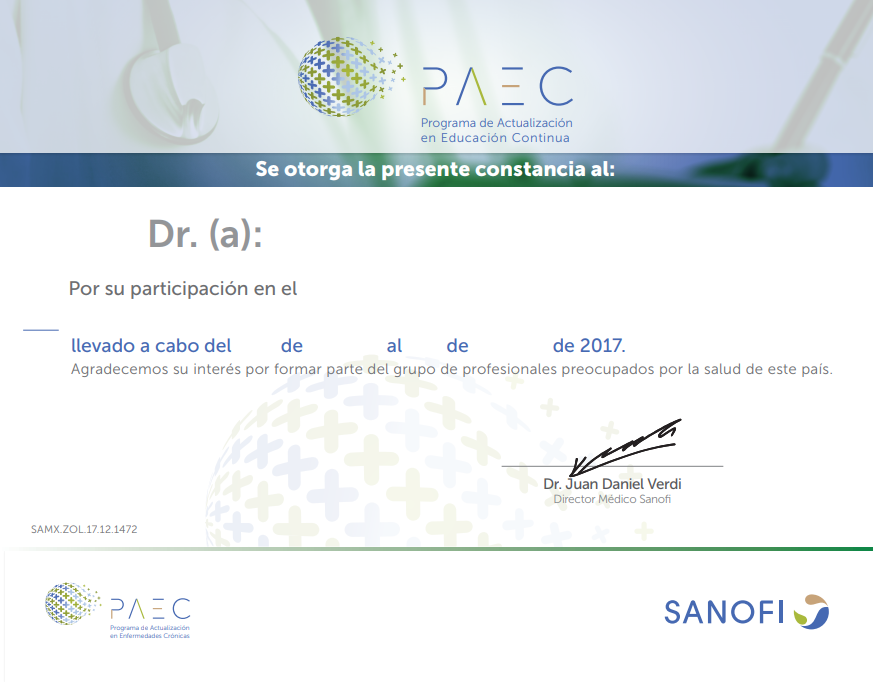 PAEC
Programa de Actualización
en Educación Continua
Se otorga la presente constancia al:
Dr. (a):
Por su participación en el
llevado a cabo del de al de de 2017.
Agradecemos su interés por formar parte del grupo de profesionales preocupados por la salud de este país.
Dr. Juan Daniel Verdi
Director Médico Sanofi
SAMX.ZOL.17.12.1472
PAEC
Programa de Actualización
en Enfermedades Crónicas
SANOFI